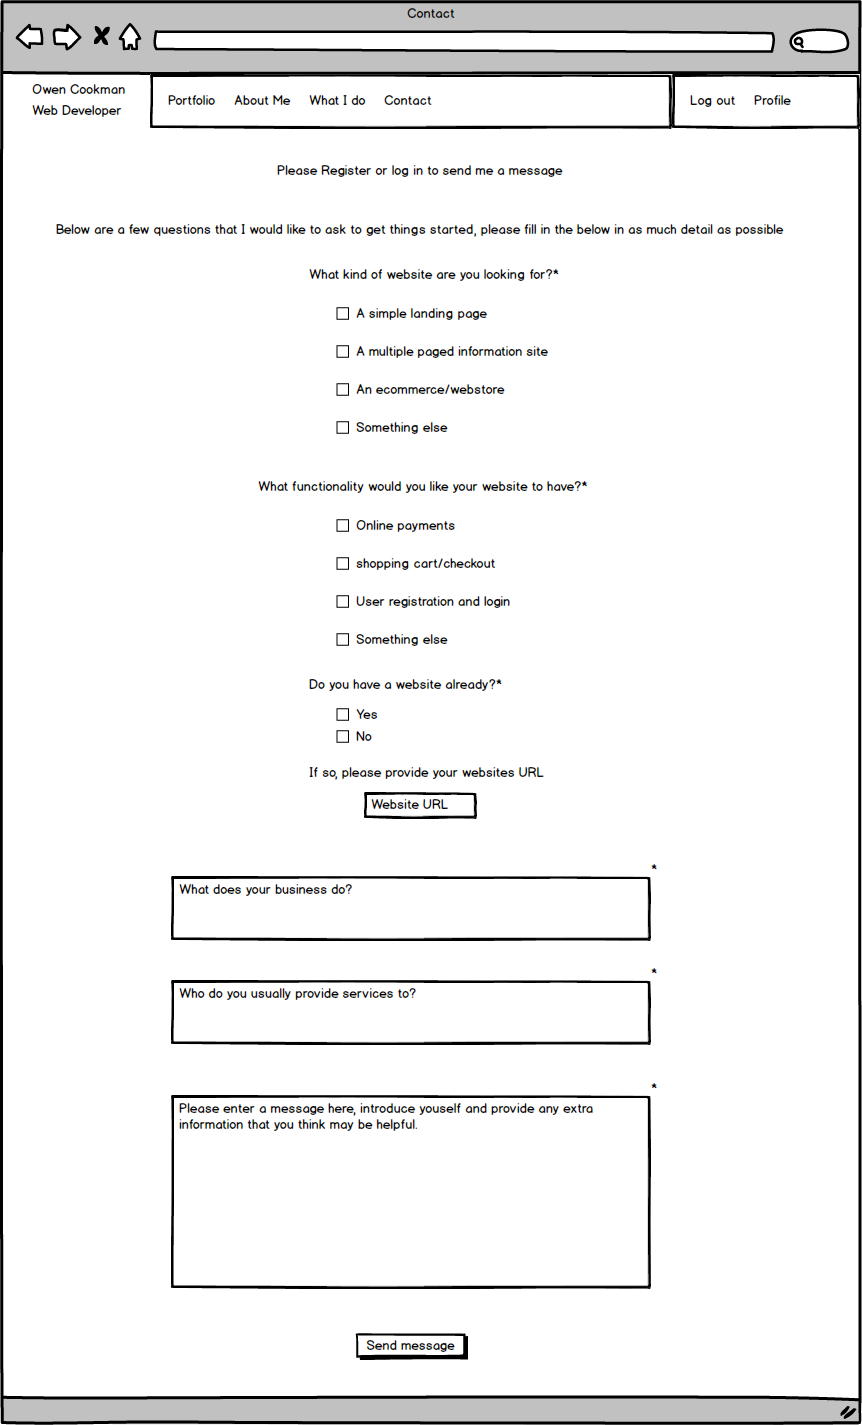 Contact
Owen Cookman
Web Developer
Portfolio About Me What I do Contact
Log out Profile
Please Register or log in to send me a message
Below are a few questions that I would like to ask to get things started, please fill in the below in as much detail as possible
What kind of website are you looking for?*
A simple landing page
A multiple paged information site
An ecommerce/webstore
Something else
What functionality would you like your website to have?*
Online payments
shopping cart/checkout
User registration and login
Something else
Do you have a website already?*
Yes
No
If so, please provide your websites URL
Website URL
*
What does your business do?
*
Who do you usually provide services to?
*
Please enter a message here, introduce youself and provide any extra
information that you think may be helpful.
Send message